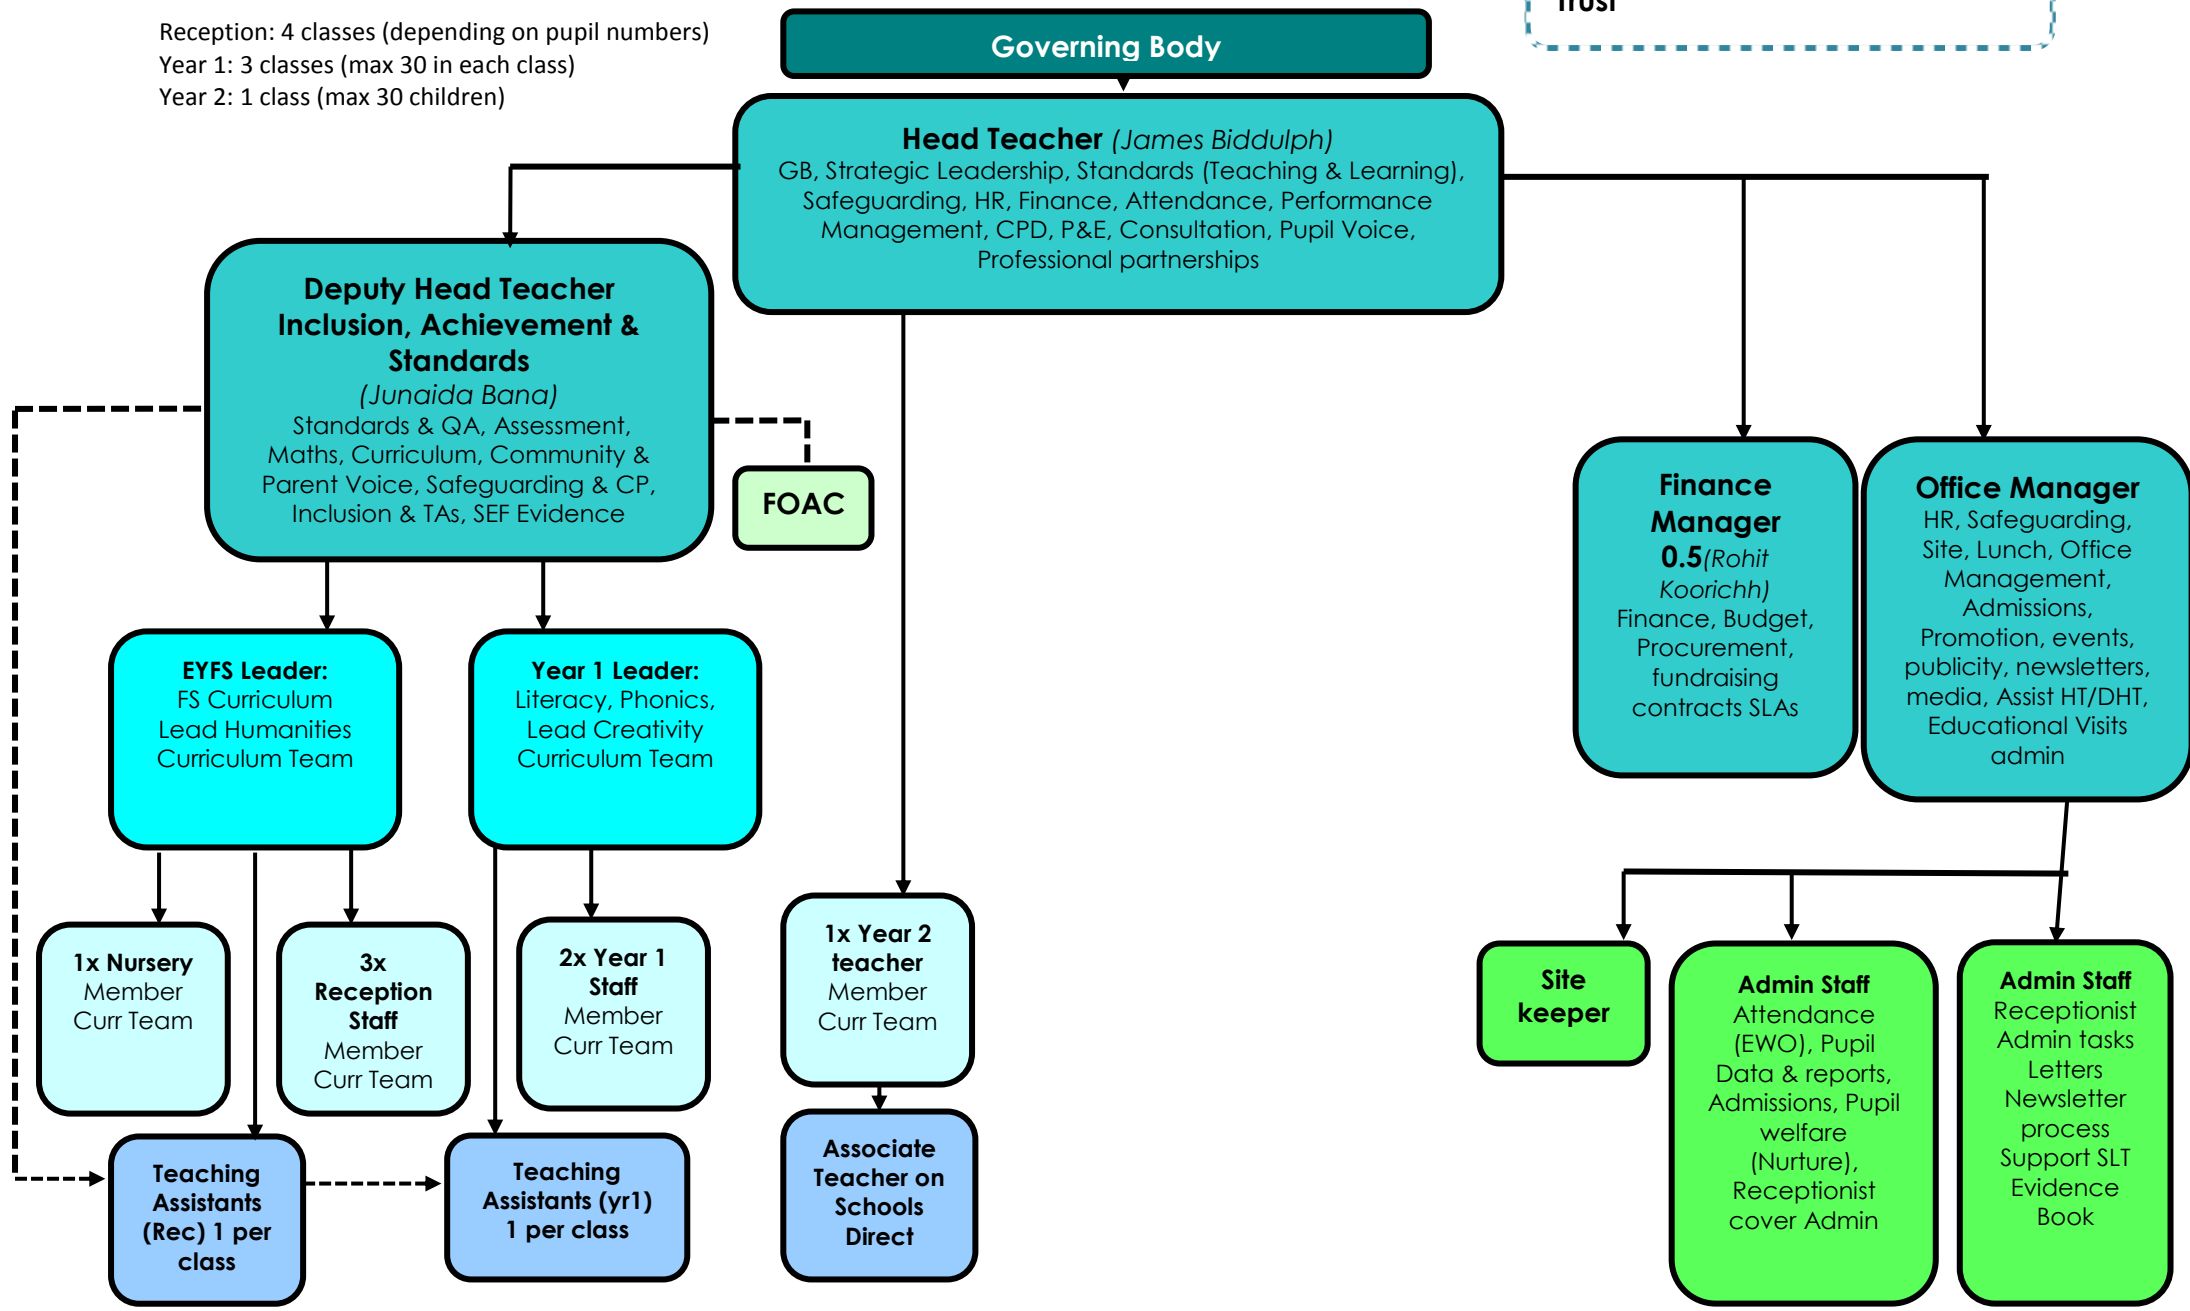 Reception: 4 classes (depending on pupil numbers)
Year 1: 3 classes (max 30 in each class)
Year 2: 1 class (max 30 children)
Governing Body
Trust
Head Teacher (James Biddulph)
GB, Strategic Leadership, Standards (Teaching & Learning),
Safeguarding, HR, Finance, Attendance, Performance
Management, CPD, P&E, Consultation, Pupil Voice,
Professional partnerships
Deputy Head Teacher
Inclusion, Achievement &
Standards
(Junaida Bana)
Standards & QA, Assessment,
Maths, Curriculum, Community &
Parent Voice, Safeguarding & CP,
Inclusion & TAs, SEF Evidence
FOAC
Finance
Manager
0.5(Rohit
Koorichh)
Finance, Budget,
Procurement,
fundraising
contracts SLAs
Office Manager
HR, Safeguarding,
Site, Lunch, Office
Management,
Admissions,
Promotion, events,
publicity, newsletters,
media, Assist HT/DHT,
Educational Visits
admin
EYFS Leader:
FS Curriculum
Lead Humanities
Curriculum Team
Year 1 Leader:
Literacy, Phonics,
Lead Creativity
Curriculum Team
1x Nursery
Member
Curr Team
3x
Reception
Staff
Member
Curr Team
2x Year 1
Staff
Member
Curr Team
1x Year 2
teacher
Member
Curr Team
Site
keeper
Admin Staff
Attendance
(EWO), Pupil
Data & reports,
Admissions, Pupil
welfare
(Nurture),
Receptionist
cover Admin
Admin Staff
Receptionist
Admin tasks
Letters
Newsletter
process
Support SLT
Evidence
Book
Teaching
Assistants
(Rec) 1 per
class
Teaching
Assistants (yr1)
1 per class
Associate
Teacher on
Schools
Direct